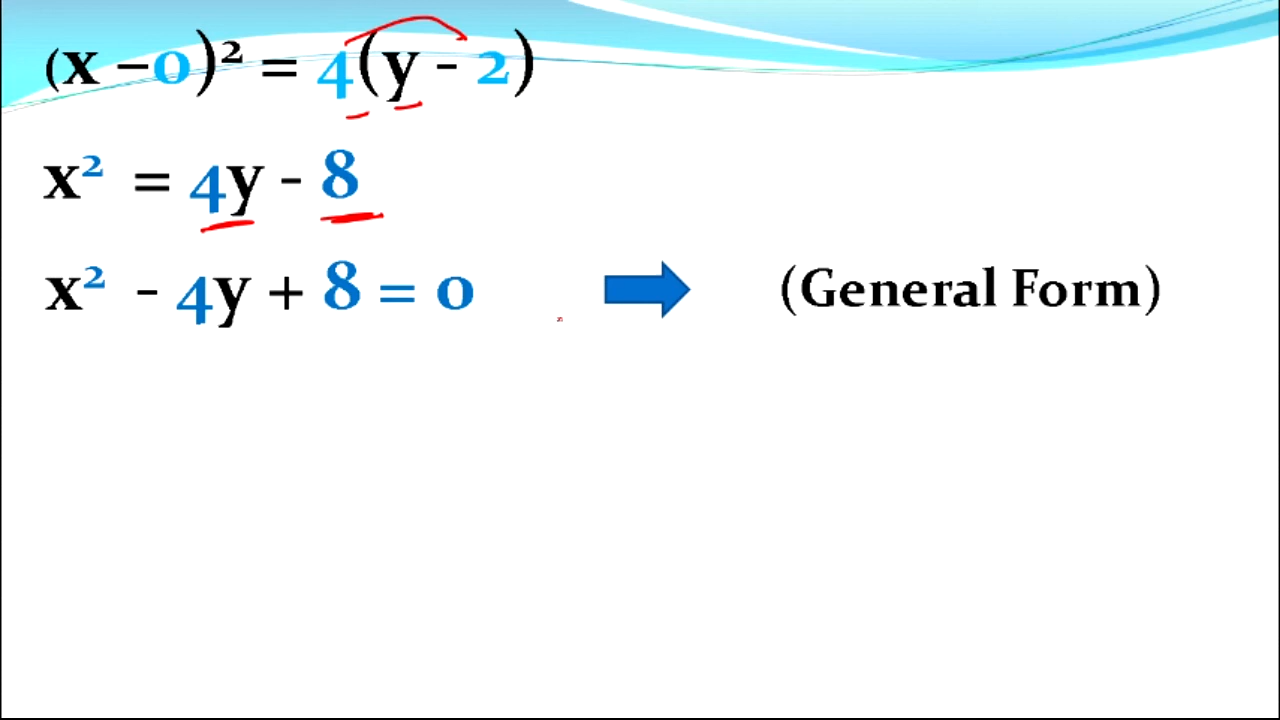 (x – 0)² = 4(y - 2)
x² = 4y - 8
x² - 4y + 8 = 0 (General Form)